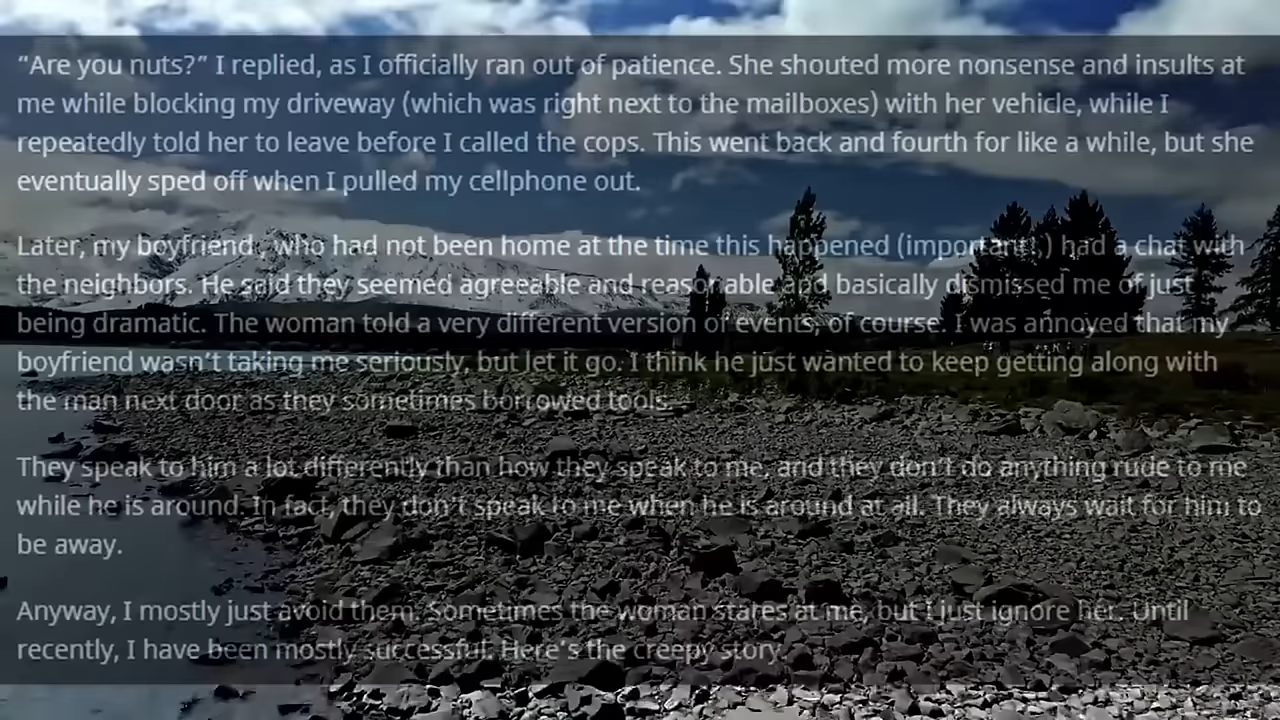 “Are you nuts?” I replied, as I officially ran out of patience. She shouted more nonsense and insults at
me while blocking my driveway (which was right next to the mailboxes) with her vehicle, while I
repeatedly told her to leave before I called the cops. This went back and fourth for like a while, but she
eventually sped off when I pulled my cellphone out.
Later, my boyfriend , who had not been home at the time this happened (important! ,) had a chat with
the neighbors. He said they seemed agreeable and reasonable and basically dismissed me of just
being dramatic. The woman told a very different version of events, of course. I was annoyed that my
boyfriend wasn’t taking me seriously, but let it go. I think he just wanted to keep getting along with
the man next door as they sometimes borrowed tools.
They speak to him a lot differently than how they speak to me, and they don’t do anything rude to me
while he is around. In fact, they don’t speak to me when he is around at all. They always wait for him to
be away.
Anyway, I mostly just avoid them. Sometimes the woman stares at me, but I just ignore her. Until
recently, I have been mostly successful. Here’s the creepy story.